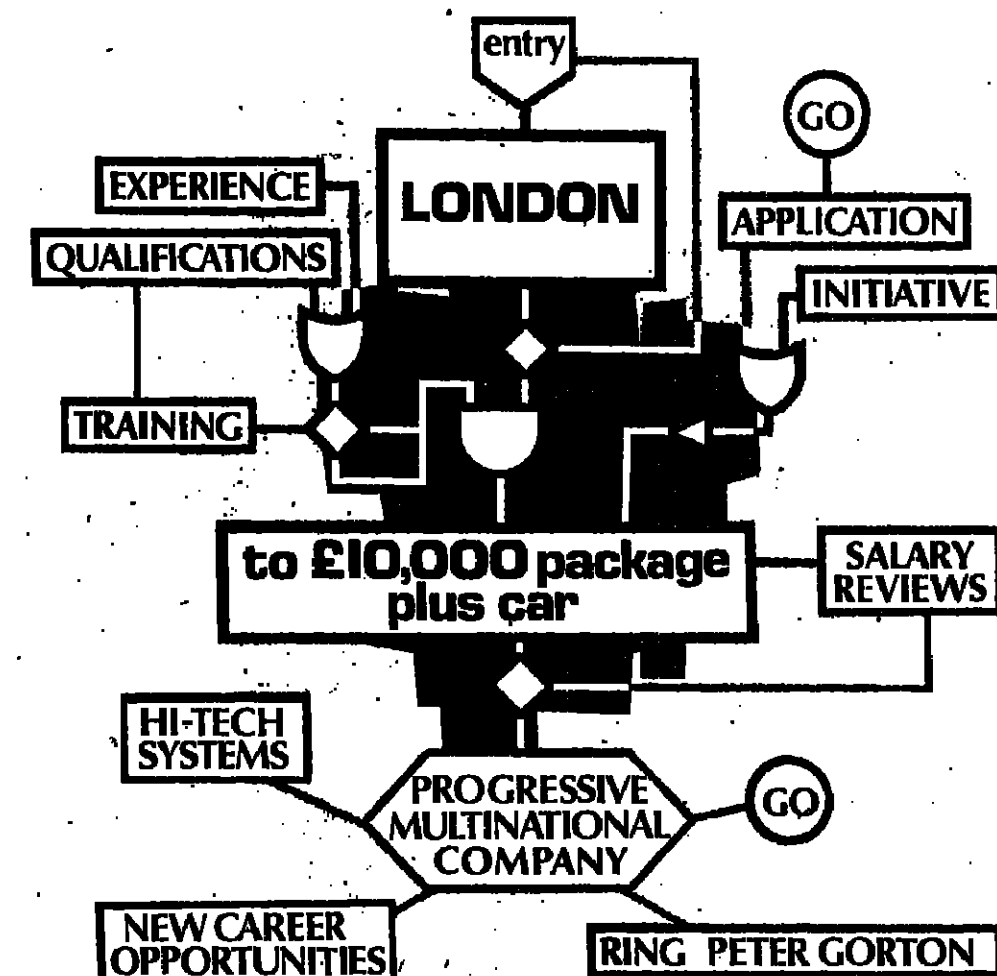 entry
GO
LONDON
EXPERIENCE
APPLICATION
QUALIFICATIONS
INITIATIVE
TRAINING
to £10,000 package
plus car
SALARY
REVIEWS
HI-TECH
SYSTEMS
PROGRESSIVE
MULTINATIONAL
COMPANY
GO
NEW CAREER
OPPORTUNITIES
RING PETER GORTON